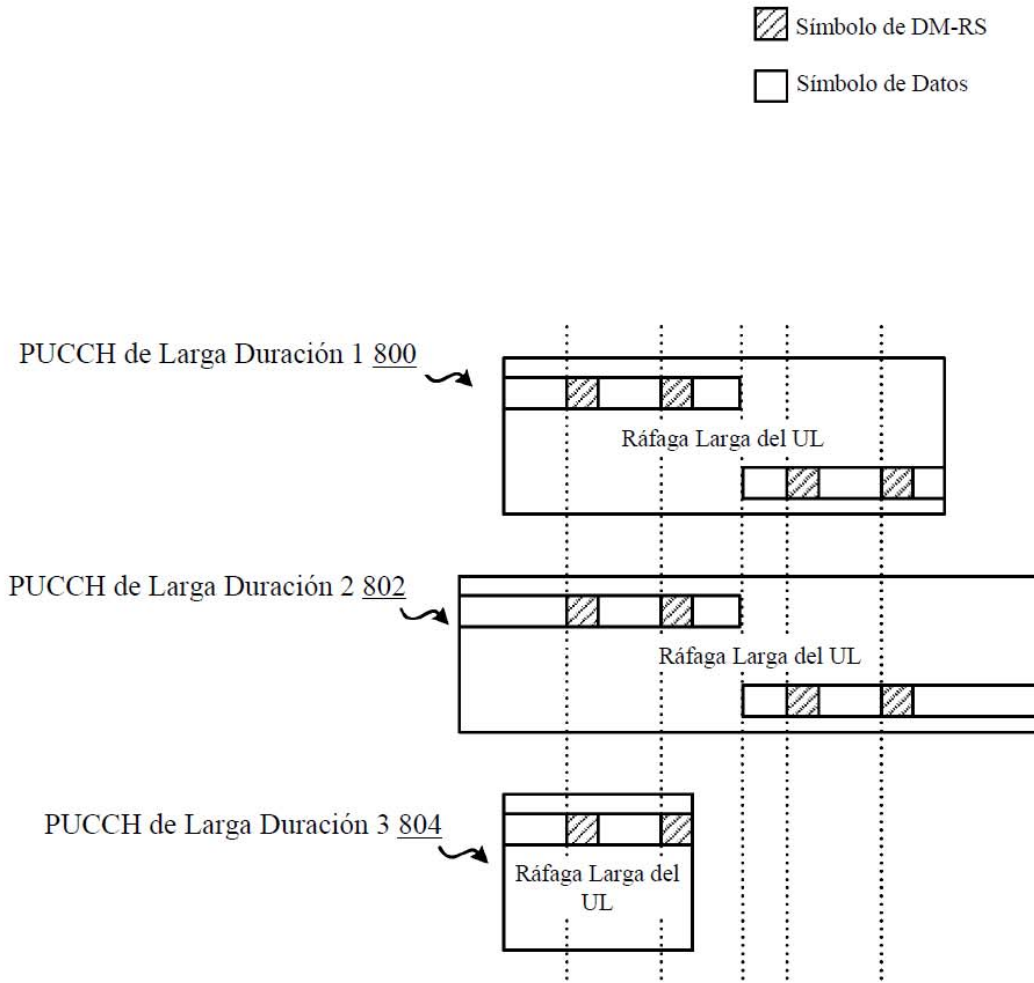 Símbolo de DM-RS
Símbolo de Datos
PUCCH de Larga Duración 1 800
Ráfaga Larga del UL
PUCCH de Larga Duración 2 802
Ráfaga Larga del UL
PUCCH de Larga Duración 3 804
Ráfaga Larga del
UL